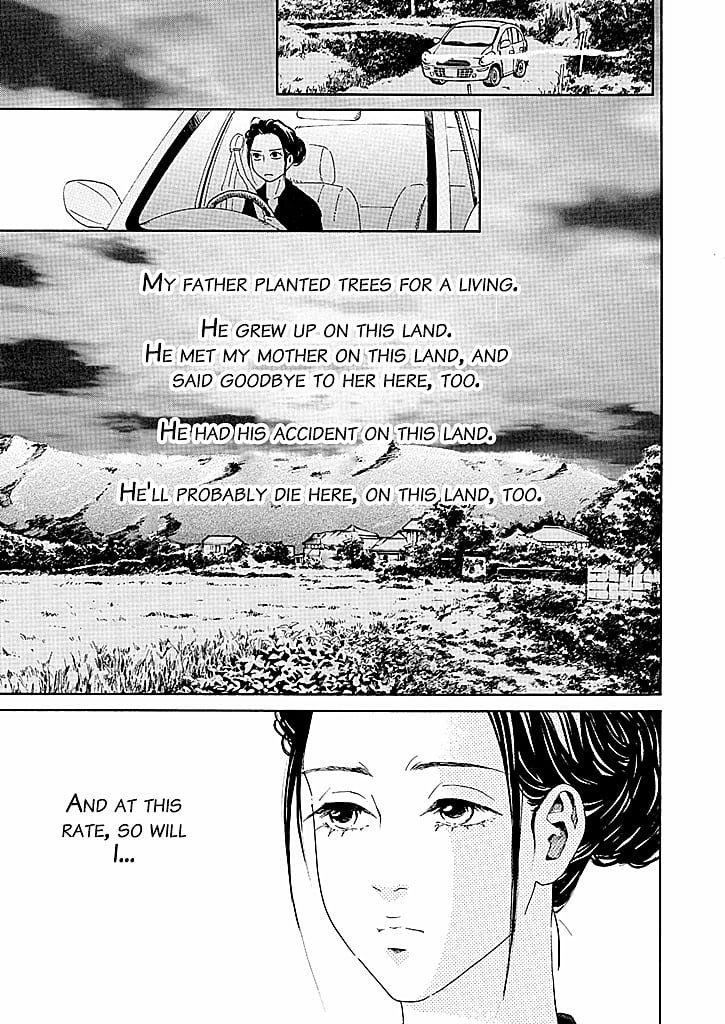 My father planted trees for a living.
He grew up on this land.
He met my mother on this land, and
said goodbye to her here, too.
He had his accident on this land.
He'll probably die here, on this land, too.
And at this
rate, so will
I...